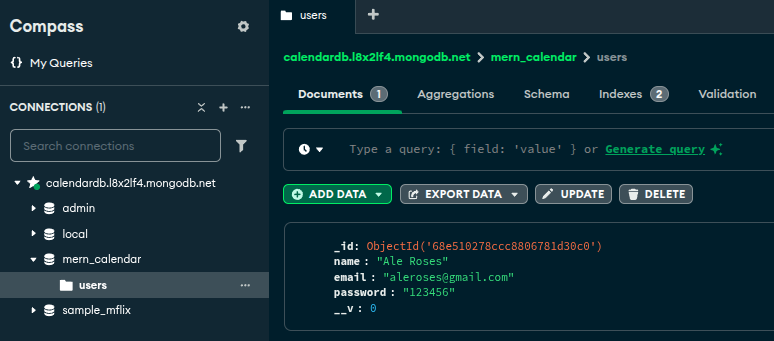 Compass
My Queries
CONNECTIONS (1)
Search connections
calendardb.l8x2lf4.mongodb.net
admin
local
mern_calendar
users
sample_mflix
users
calendardb.l8x2lf4.mongodb.net > mern_calendar > users
Documents 1 Aggregations Schema Indexes 2 Validation
Type a query: { field: 'value' } or Generate query
ADD DATA EXPORT DATA UPDATE DELETE
_id: ObjectId('68e510278ccc8806781d30c0')
name : "Ale Roses"
email : "aleroses@gmail.com"
password : "123456"
__v : 0